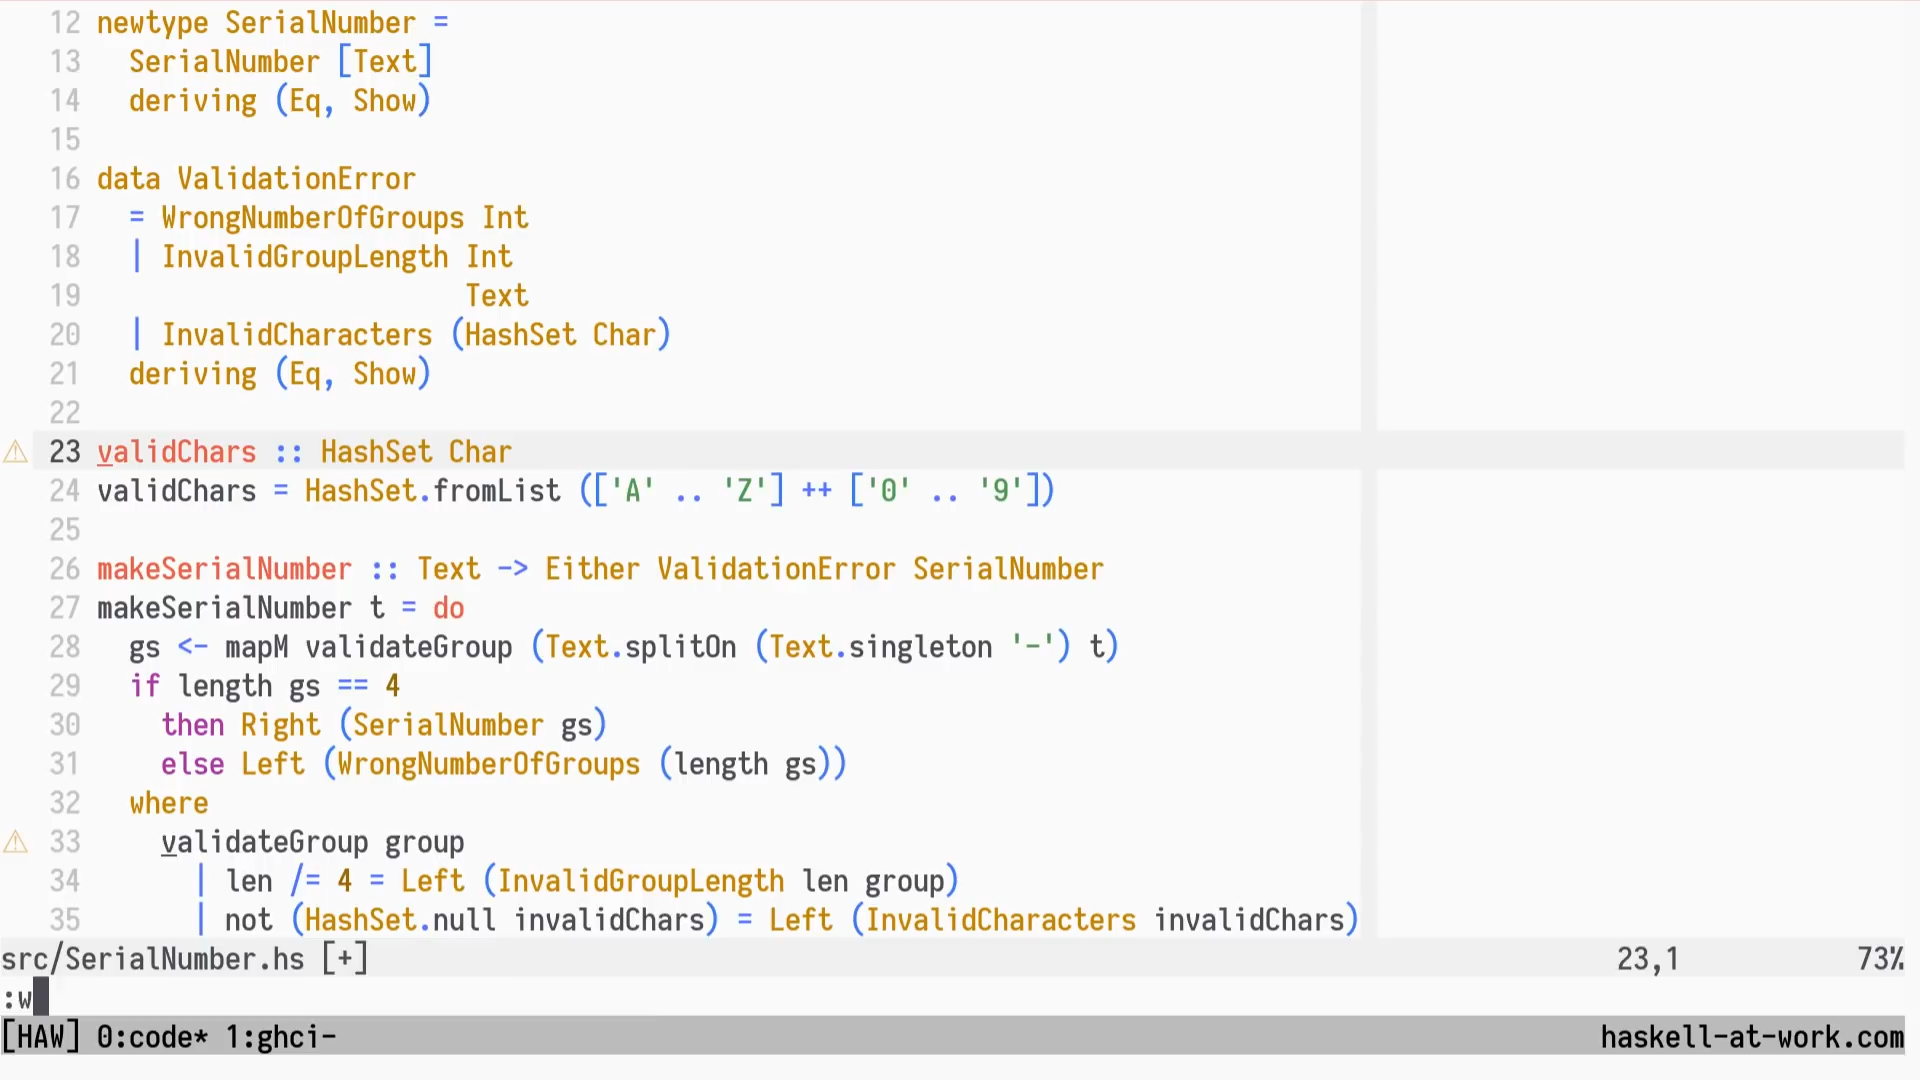 12 newtype SerialNumber =
13   SerialNumber [Text]
14   deriving (Eq, Show)
15
16 data ValidationError
17   = WrongNumberOfGroups Int
18   | InvalidGroupLength Int
19                        Text
20   | InvalidCharacters (HashSet Char)
21   deriving (Eq, Show)
22
⚠ 23 validChars :: HashSet Char
24 validChars = HashSet.fromList (['A' .. 'Z'] ++ ['0' .. '9'])
25
26 makeSerialNumber :: Text -> Either ValidationError SerialNumber
27 makeSerialNumber t = do
28   gs <- mapM validateGroup (Text.splitOn (Text.singleton '-') t)
29   if length gs == 4
30     then Right (SerialNumber gs)
31     else Left (WrongNumberOfGroups (length gs))
32   where
⚠ 33     validateGroup group
34       | len /= 4 = Left (InvalidGroupLength len group)
35       | not (HashSet.null invalidChars) = Left (InvalidCharacters invalidChars)
src/SerialNumber.hs [+] 23,1 73%
:w
[HAW] 0:code* 1:ghci- haskell-at-work.com